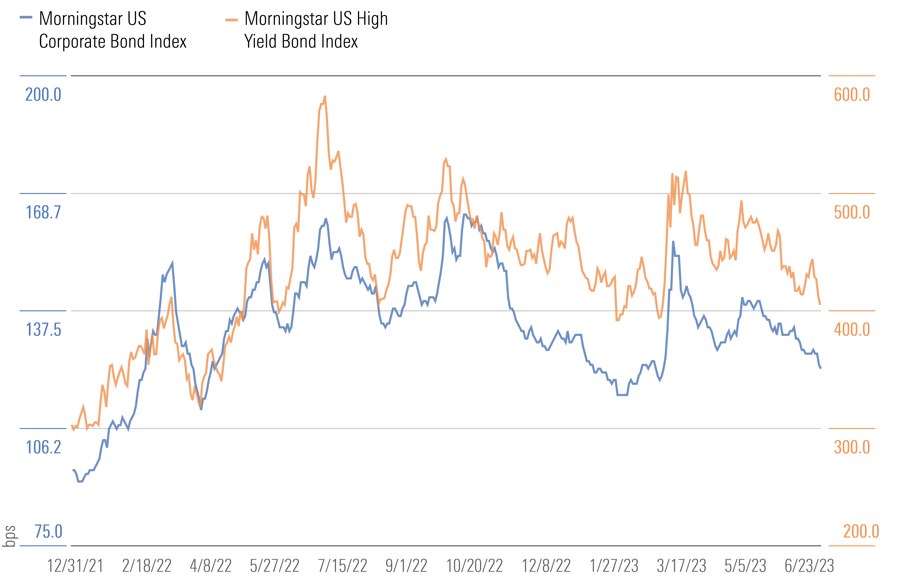 Morningstar US
Corporate Bond Index
Morningstar US High
Yield Bond Index
200.0
600.0
168.7
500.0
137.5
400.0
106.2
300.0
bps
75.0
200.0
12/31/21 2/18/22 4/8/22 5/27/22 7/15/22 9/1/22 10/20/22 12/8/22 1/27/23 3/17/23 5/5/23 6/23/23